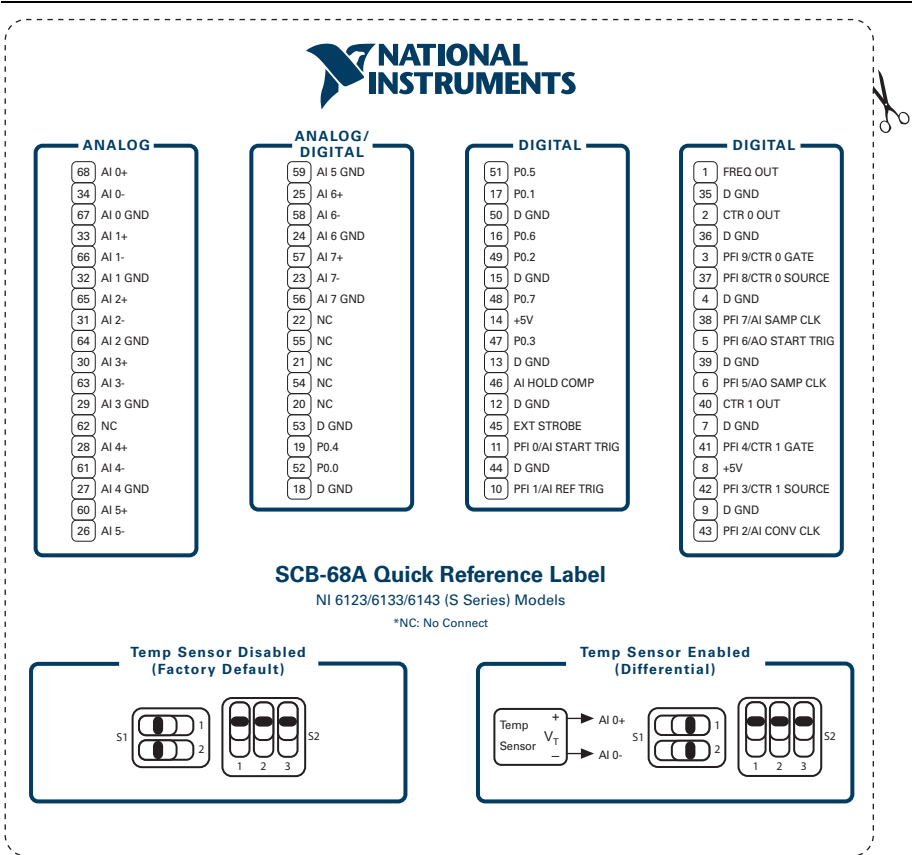 NATIONAL
INSTRUMENTS
ANALOG
68 AI 0+
34 AI 0-
67 AI 0 GND
33 AI 1+
66 AI 1-
32 AI 1 GND
65 AI 2+
31 AI 2-
64 AI 2 GND
30 AI 3+
63 AI 3-
29 AI 3 GND
62 NC
28 AI 4+
61 AI 4-
27 AI 4 GND
60 AI 5+
26 AI 5-
ANALOG/
DIGITAL
59 AI 5 GND
25 AI 6+
58 AI 6-
24 AI 6 GND
57 AI 7+
23 AI 7-
56 AI 7 GND
22 NC
55 NC
21 NC
54 NC
20 NC
53 D GND
19 P0.4
52 P0.0
18 D GND
DIGITAL
51 P0.5
17 P0.1
50 D GND
16 P0.6
49 P0.2
15 D GND
48 P0.7
14 +5V
47 P0.3
13 D GND
46 AI HOLD COMP
12 D GND
45 EXT STROBE
11 PFI 0/AI START TRIG
44 D GND
10 PFI 1/AI REF TRIG
DIGITAL
1 FREQ OUT
35 D GND
2 CTR 0 OUT
36 D GND
3 PFI 9/CTR 0 GATE
37 PFI 8/CTR 0 SOURCE
4 D GND
38 PFI 7/AI SAMP CLK
5 PFI 6/AO START TRIG
39 D GND
6 PFI 5/AO SAMP CLK
40 CTR 1 OUT
7 D GND
41 PFI 4/CTR 1 GATE
8 +5V
42 PFI 3/CTR 1 SOURCE
9 D GND
43 PFI 2/AI CONV CLK
SCB-68A Quick Reference Label
NI 6123/6133/6143 (S Series) Models
*NC: No Connect
Temp Sensor Disabled
(Factory Default)
S1
1
2
1 2 3
S2
Temp Sensor Enabled
(Differential)
Temp
Sensor
+
VT
–
AI 0+
AI 0-
S1
1
2
1 2 3
S2